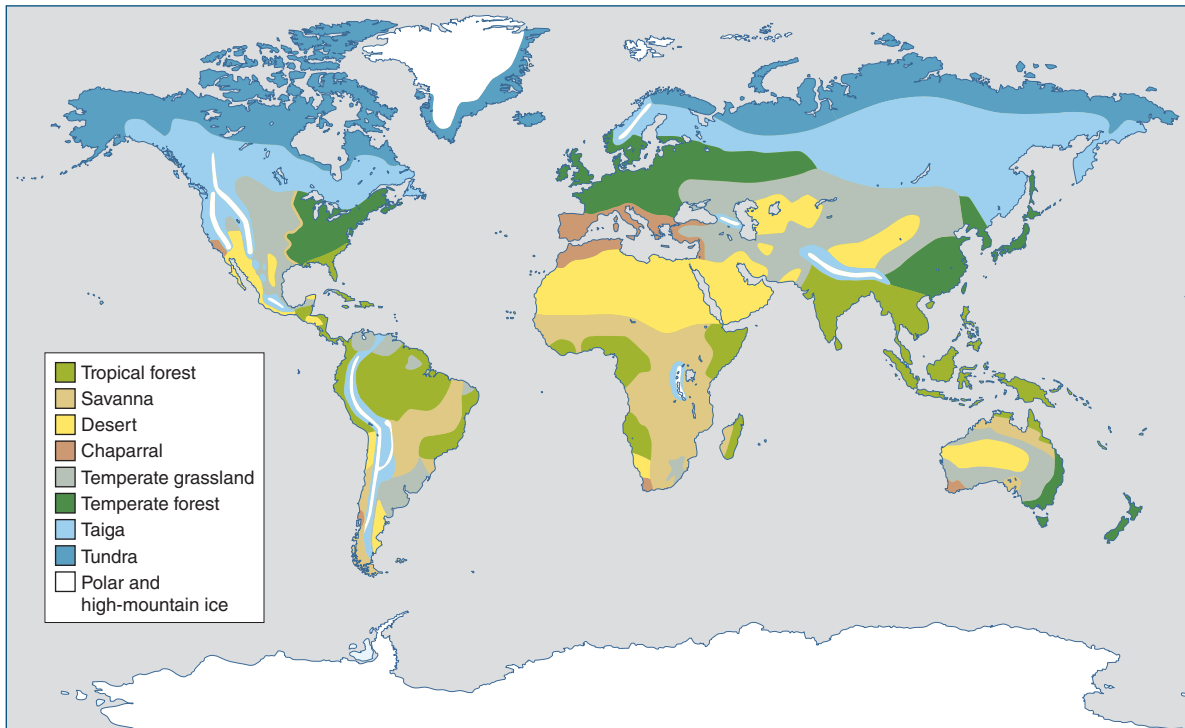 Tropical forest
Savanna
Desert
Chaparral
Temperate grassland
Temperate forest
Taiga
Tundra
Polar and
high-mountain ice